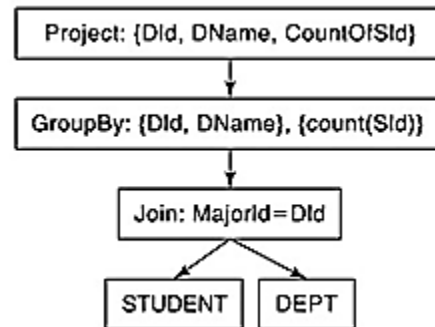 Project: {DId, DName, CountOfSId}
GroupBy: {DId, DName}, {count(SId)}
Join: MajorId=DId
STUDENT
DEPT